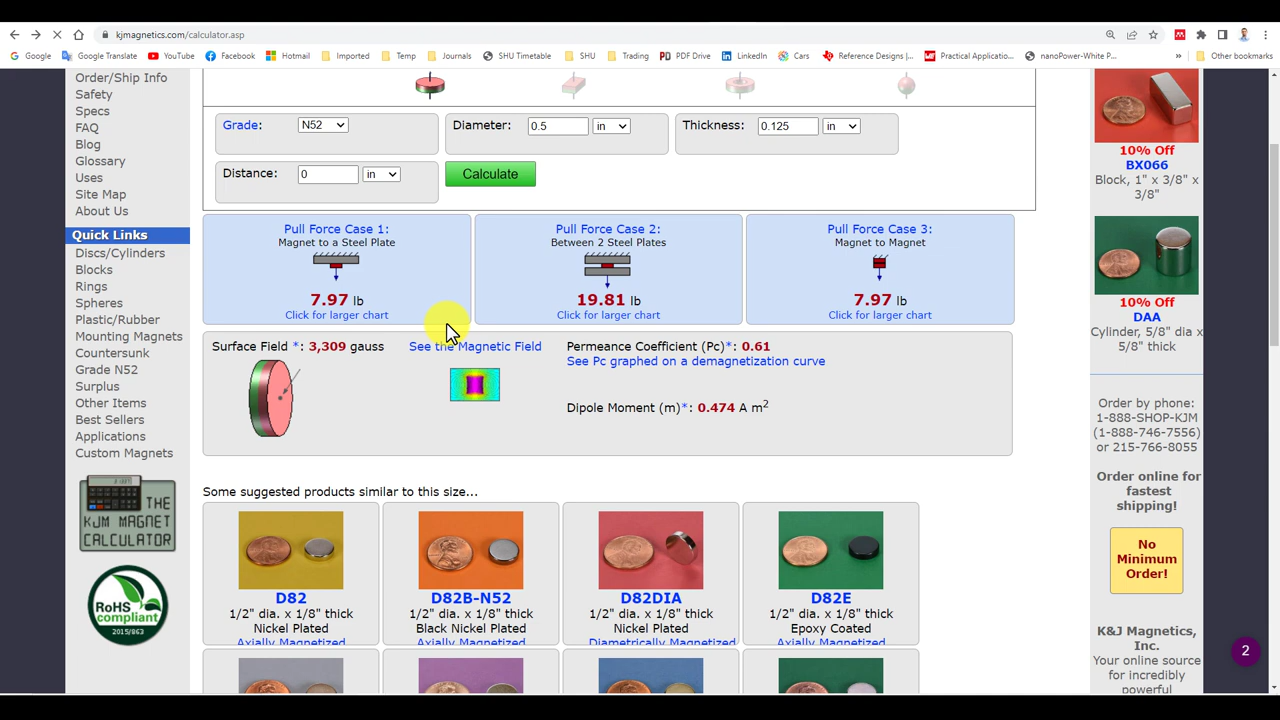 kjmagnetics.com/calculator.asp
Google
Google Translate
YouTube
Facebook
Hotmail
Imported
Temp
Journals
SHU Timetable
SHU
Trading
PDF Drive
LinkedIn
Cars
Reference Designs |...
Practical Applicatio...
nanoPower-White P...
»
Other bookmarks
Order/Ship Info
Safety
Specs
FAQ
Blog
Glossary
Uses
Site Map
About Us
Quick Links
Discs/Cylinders
Blocks
Rings
Spheres
Plastic/Rubber
Mounting Magnets
Countersunk
Grade N52
Surplus
Other Items
Best Sellers
Applications
Custom Magnets
THE
KJM MAGNET
CALCULATOR
RoHS
compliant
2015/863
Grade: N52
Diameter: 0.5 in
Thickness: 0.125 in
Distance: 0 in
Calculate
Pull Force Case 1:
Magnet to a Steel Plate
7.97 lb
Click for larger chart
Pull Force Case 2:
Between 2 Steel Plates
19.81 lb
Click for larger chart
Pull Force Case 3:
Magnet to Magnet
7.97 lb
Click for larger chart
Surface Field *: 3,309 gauss
See the Magnetic Field
Permeance Coefficient (Pc)*: 0.61
See Pc graphed on a demagnetization curve
Dipole Moment (m)*: 0.474 A m2
Some suggested products similar to this size...
D82
1/2" dia. x 1/8" thick
Nickel Plated
Axially Magnetized
D82B-N52
1/2" dia. x 1/8" thick
Black Nickel Plated
Axially Magnetized
D82DIA
1/2" dia. x 1/8" thick
Nickel Plated
Diametrically Magnetized
D82E
1/2" dia. x 1/8" thick
Epoxy Coated
Axially Magnetized
10% Off
BX066
Block, 1" x 3/8" x
3/8"
10% Off
DAA
Cylinder, 5/8" dia x
5/8" thick
Order by phone:
1-888-SHOP-KJM
(1-888-746-7556)
or 215-766-8055
Order online for
fastest
shipping!
No
Minimum
Order!
K&J Magnetics,
Inc.
Your online source
for incredibly
powerful
2